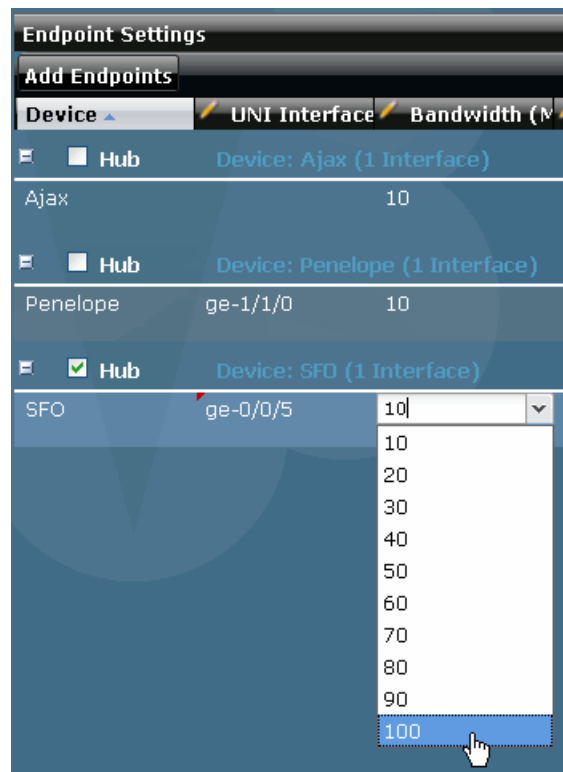 Endpoint Settings
Add Endpoints
Device UNI Interface Bandwidth (M
Hub Device: Ajax (1 Interface)
Ajax 10
Hub Device: Penelope (1 Interface)
Penelope ge-1/1/0 10
Hub Device: SFO (1 Interface)
SFO ge-0/0/5 10
10
20
30
40
50
60
70
80
90
100